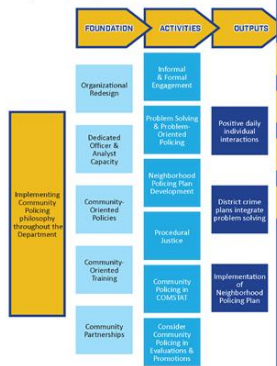 FOUNDATION
ACTIVITIES
OUTPUTS
Implementing
Community
Policing
philosophy
throughout the
Department
Organizational
Redesign
Dedicated
Officer &
Analyst
Capacity
Community-
Oriented
Policies
Community-
Oriented
Training
Community
Partnerships
Informal
& Formal
Engagement
Problem Solving
& Problem-
Oriented
Policing
Neighborhood
Policing Plan
Development
Procedural
Justice
Community
Policing in
COMSTAT
Consider
Community
Policing in
Evaluations &
Promotions
Positive daily
individual
interactions
District crime
plans integrate
problem solving
Implementation
of
Neighborhood
Policing Plan